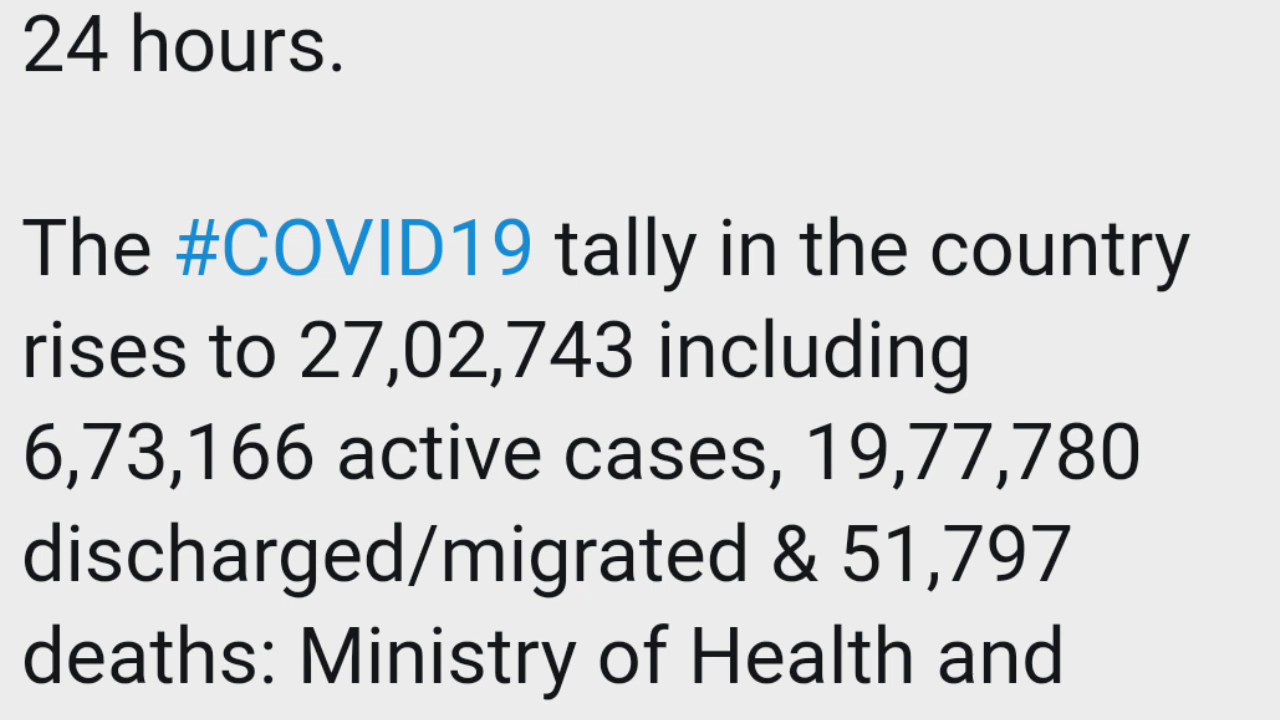 24 hours.
The #COVID19 tally in the country
rises to 27,02,743 including
6,73,166 active cases, 19,77,780
discharged/migrated & 51,797
deaths: Ministry of Health and